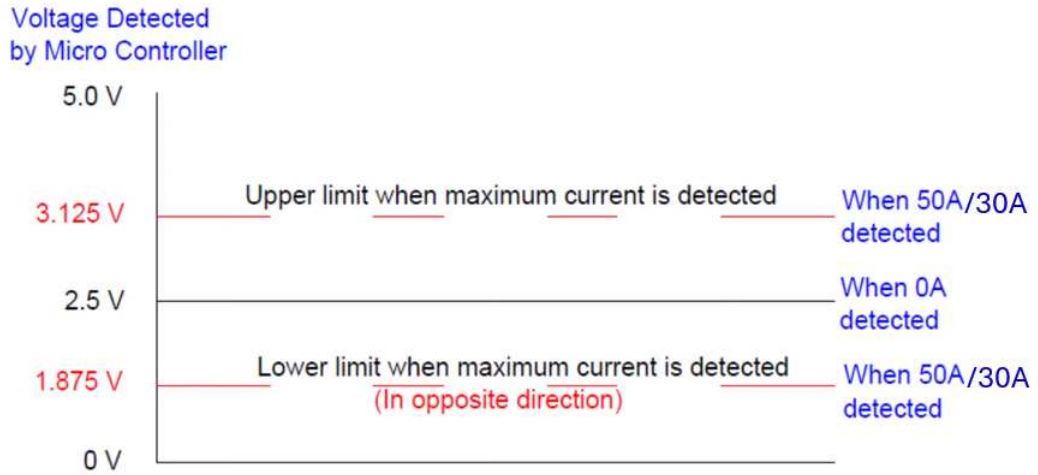 Voltage Detected
by Micro Controller
5.0 V
Upper limit when maximum current is detected
3.125 V
When 50A/30A
detected
2.5 V
When 0A
detected
Lower limit when maximum current is detected
1.875 V
(In opposite direction)
When 50A/30A
detected
0 V